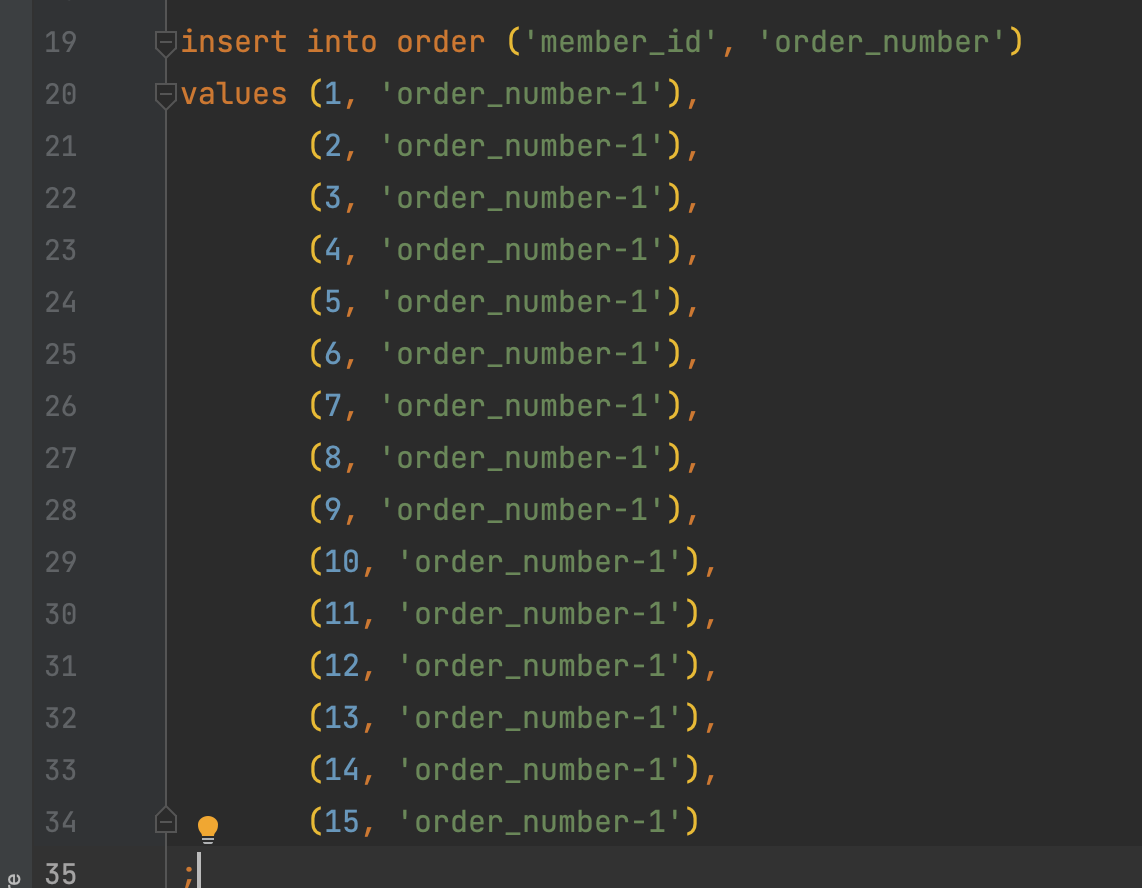 19 insert into order ('member_id', 'order_number')
20 values (1, 'order_number-1'),
21 (2, 'order_number-1'),
22 (3, 'order_number-1'),
23 (4, 'order_number-1'),
24 (5, 'order_number-1'),
25 (6, 'order_number-1'),
26 (7, 'order_number-1'),
27 (8, 'order_number-1'),
28 (9, 'order_number-1'),
29 (10, 'order_number-1'),
30 (11, 'order_number-1'),
31 (12, 'order_number-1'),
32 (13, 'order_number-1'),
33 (14, 'order_number-1'),
34 (15, 'order_number-1')
35 ;